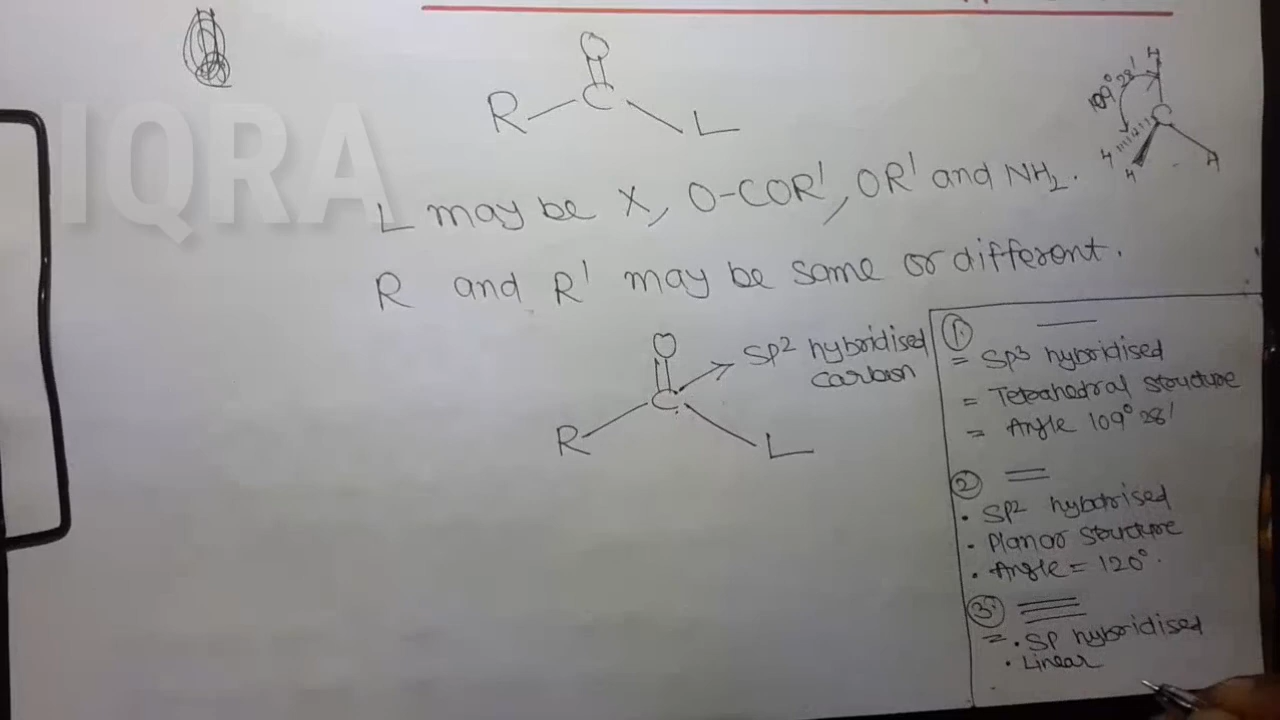 IQRA
O
R C L
109° 28'
H
C
H H H
L may be X, O-COR', OR' and NH2.
R and R' may be same or different.
O
SP2 hybridised
carbon
C
R L
1.
= SP3 hybridised
= Tetrahedral structure
= Angle 109° 28'
2
· SP2 hybdrised
· Planar structure
· Angle = 120°.
3.
= · SP hybridised
· Linear